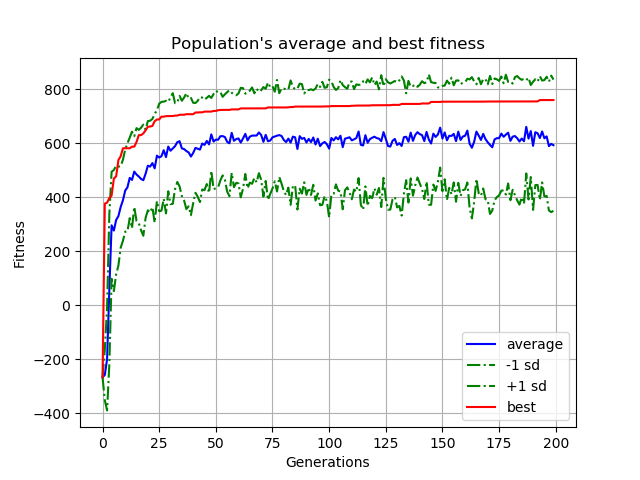 Population's average and best fitness
Fitness
800
600
400
200
0
−200
−400
0 25 50 75 100 125 150 175 200
Generations
average
-1 sd
+1 sd
best